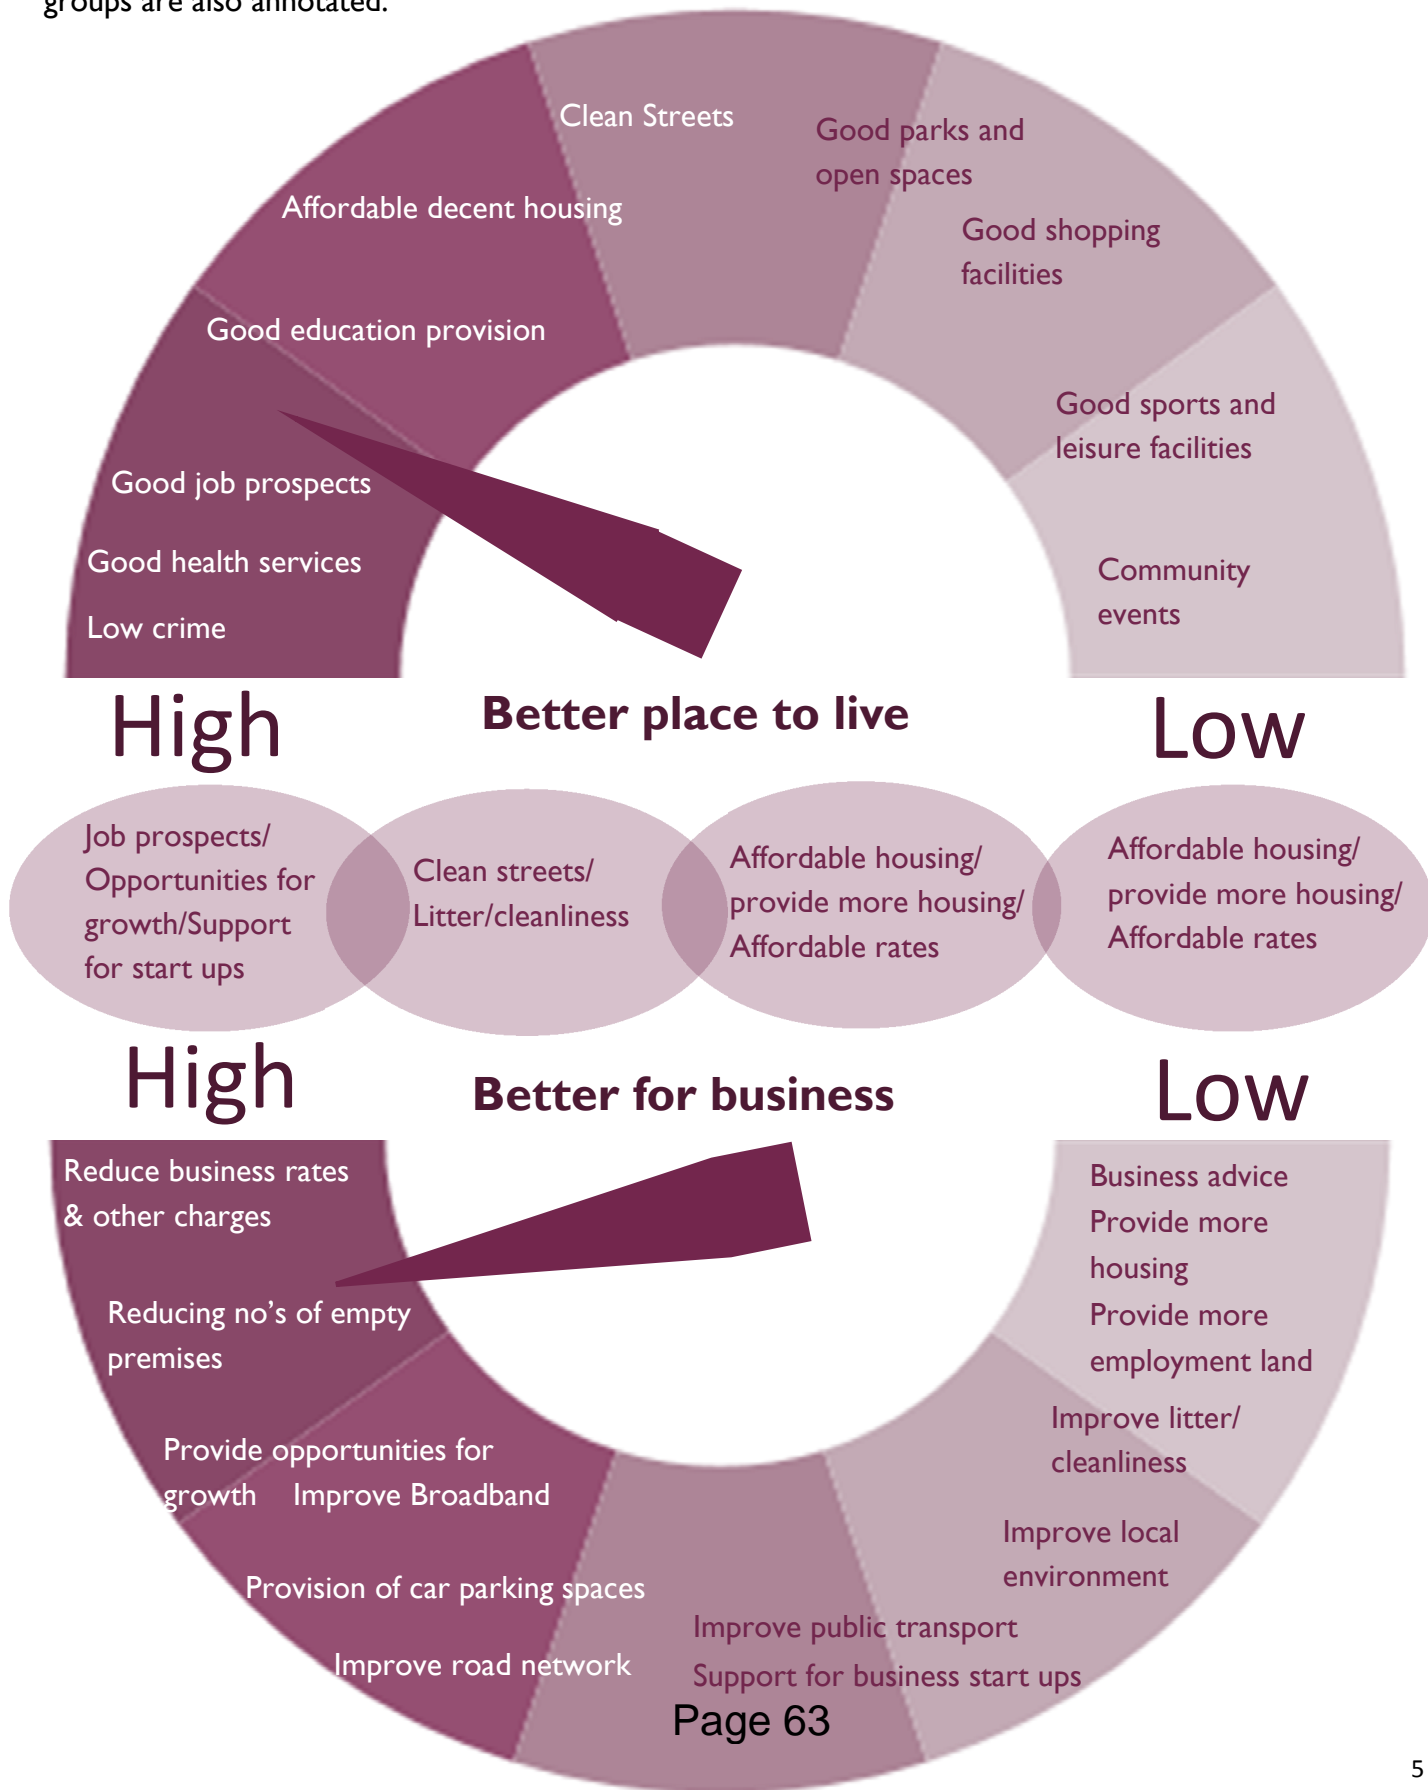 groups are also annotated.
Clean Streets
Good parks and
open spaces
Affordable decent housing
Good shopping
facilities
Good education provision
Good sports and
leisure facilities
Good job prospects
Good health services
Community
events
Low crime
High
Better place to live
Low
Job prospects/
Opportunities for
growth/Support
for start ups
Clean streets/
Litter/cleanliness
Affordable housing/
provide more housing/
Affordable rates
Affordable housing/
provide more housing/
Affordable rates
High
Better for business
Low
Reduce business rates
& other charges
Reducing no's of empty
premises
Provide opportunities for
growth Improve Broadband
Provision of car parking spaces
Improve road network
Business advice
Provide more
housing
Provide more
employment land
Improve litter/
cleanliness
Improve local
environment
Improve public transport
Support for business start ups
Page 63
5